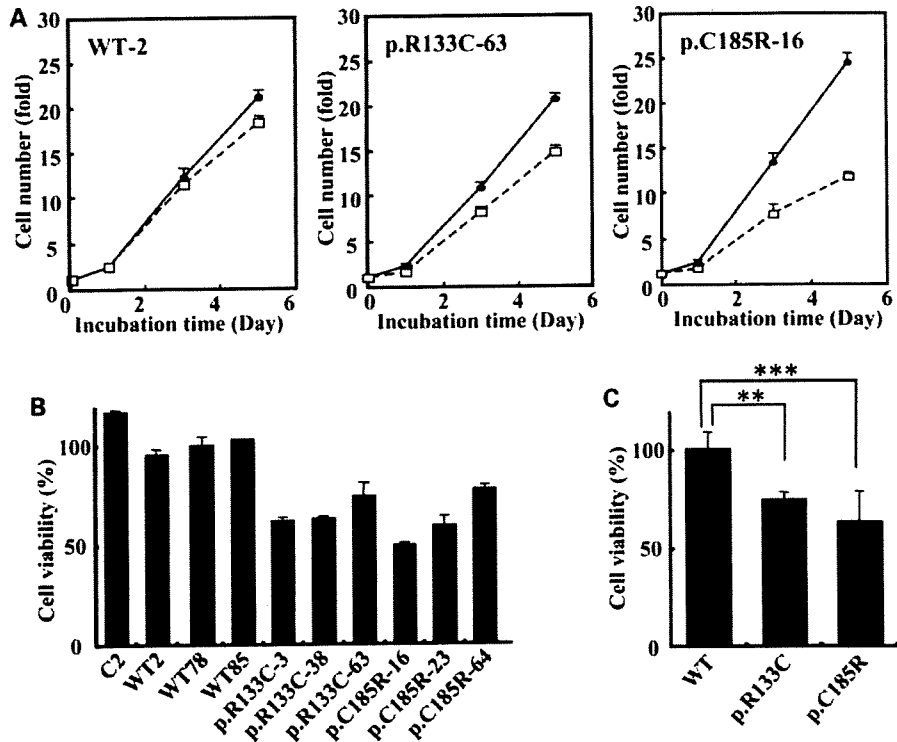 A
WT-2
Cell number (fold)
30
25
20
15
10
5
0
0 2 4 6
Incubation time (Day)
p.R133C-63
Cell number (fold)
30
25
20
15
10
5
0
0 2 4 6
Incubation time (Day)
p.C185R-16
Cell number (fold)
30
25
20
15
10
5
0
0 2 4 6
Incubation time (Day)
B
Cell viability (%)
100
50
0
C2
WT2
WT78
WT85
p.R133C-3
p.R133C-38
p.R133C-63
p.C185R-16
p.C185R-23
p.C185R-64
C
***
**
Cell viability (%)
100
50
0
WT
p.R133C
p.C185R